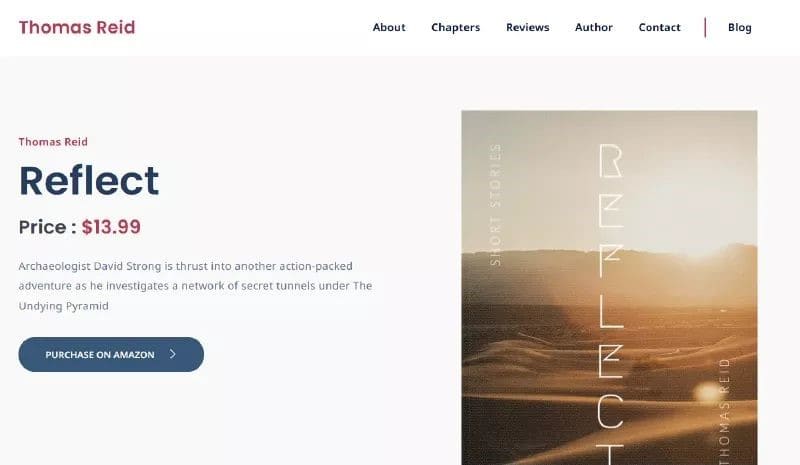 Thomas Reid
About Chapters Reviews Author Contact Blog
Thomas Reid
Reflect
Price : $13.99
Archaeologist David Strong is thrust into another action-packed
adventure as he investigates a network of secret tunnels under The
Undying Pyramid
PURCHASE ON AMAZON
SHORT STORIES
REFLECT
THOMAS REID